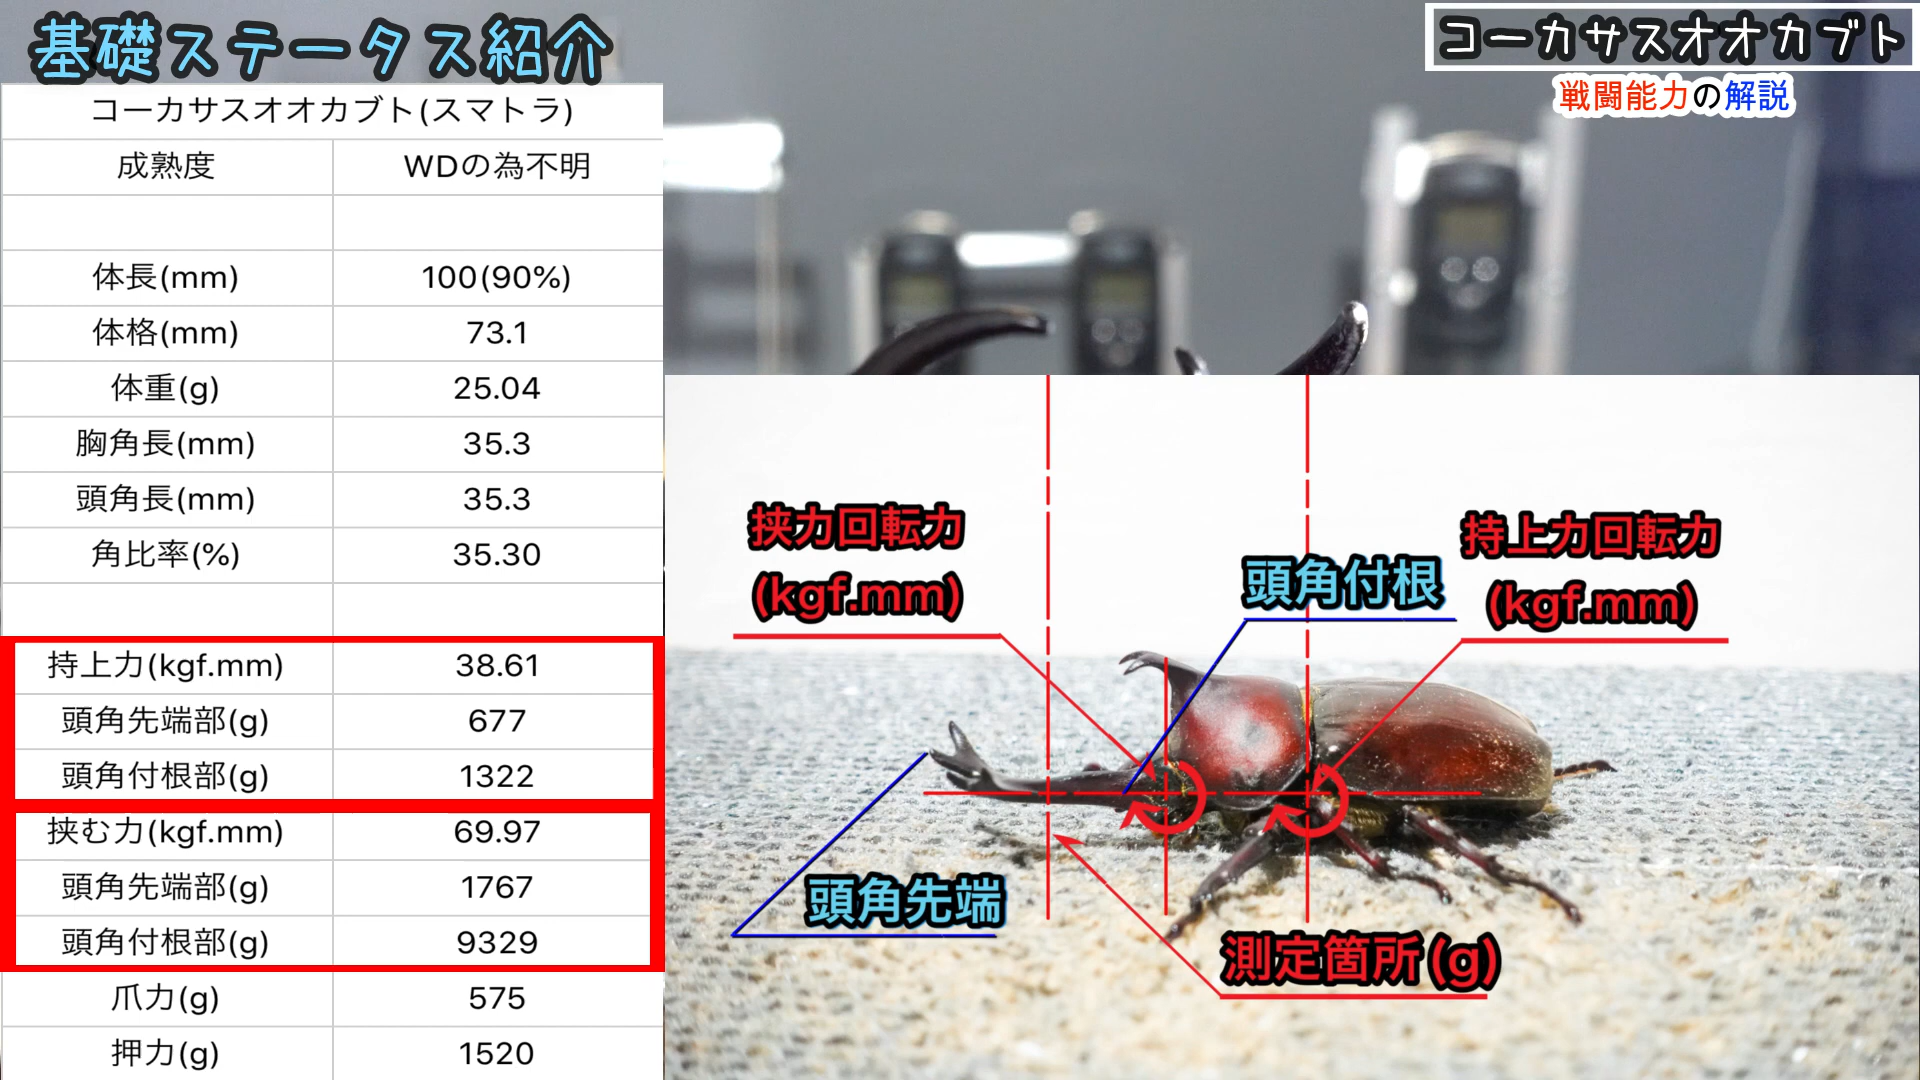 基礎ステータス紹介
コーカサスオオカブト
戦闘能力の解説
コーカサスオオカブト(スマトラ)
成熟度 WDの為不明
体長(mm) 100(90%)
体格(mm) 73.1
体重(g) 25.04
胸角長(mm) 35.3
頭角長(mm) 35.3
角比率(%) 35.30
持上力(kgf.mm) 38.61
頭角先端部(g) 677
頭角付根部(g) 1322
挟む力(kgf.mm) 69.97
頭角先端部(g) 1767
頭角付根部(g) 9329
爪力(g) 575
押力(g) 1520
挟力回転力
(kgf.mm)
頭角付根
持上力回転力
(kgf.mm)
頭角先端
測定箇所(g)